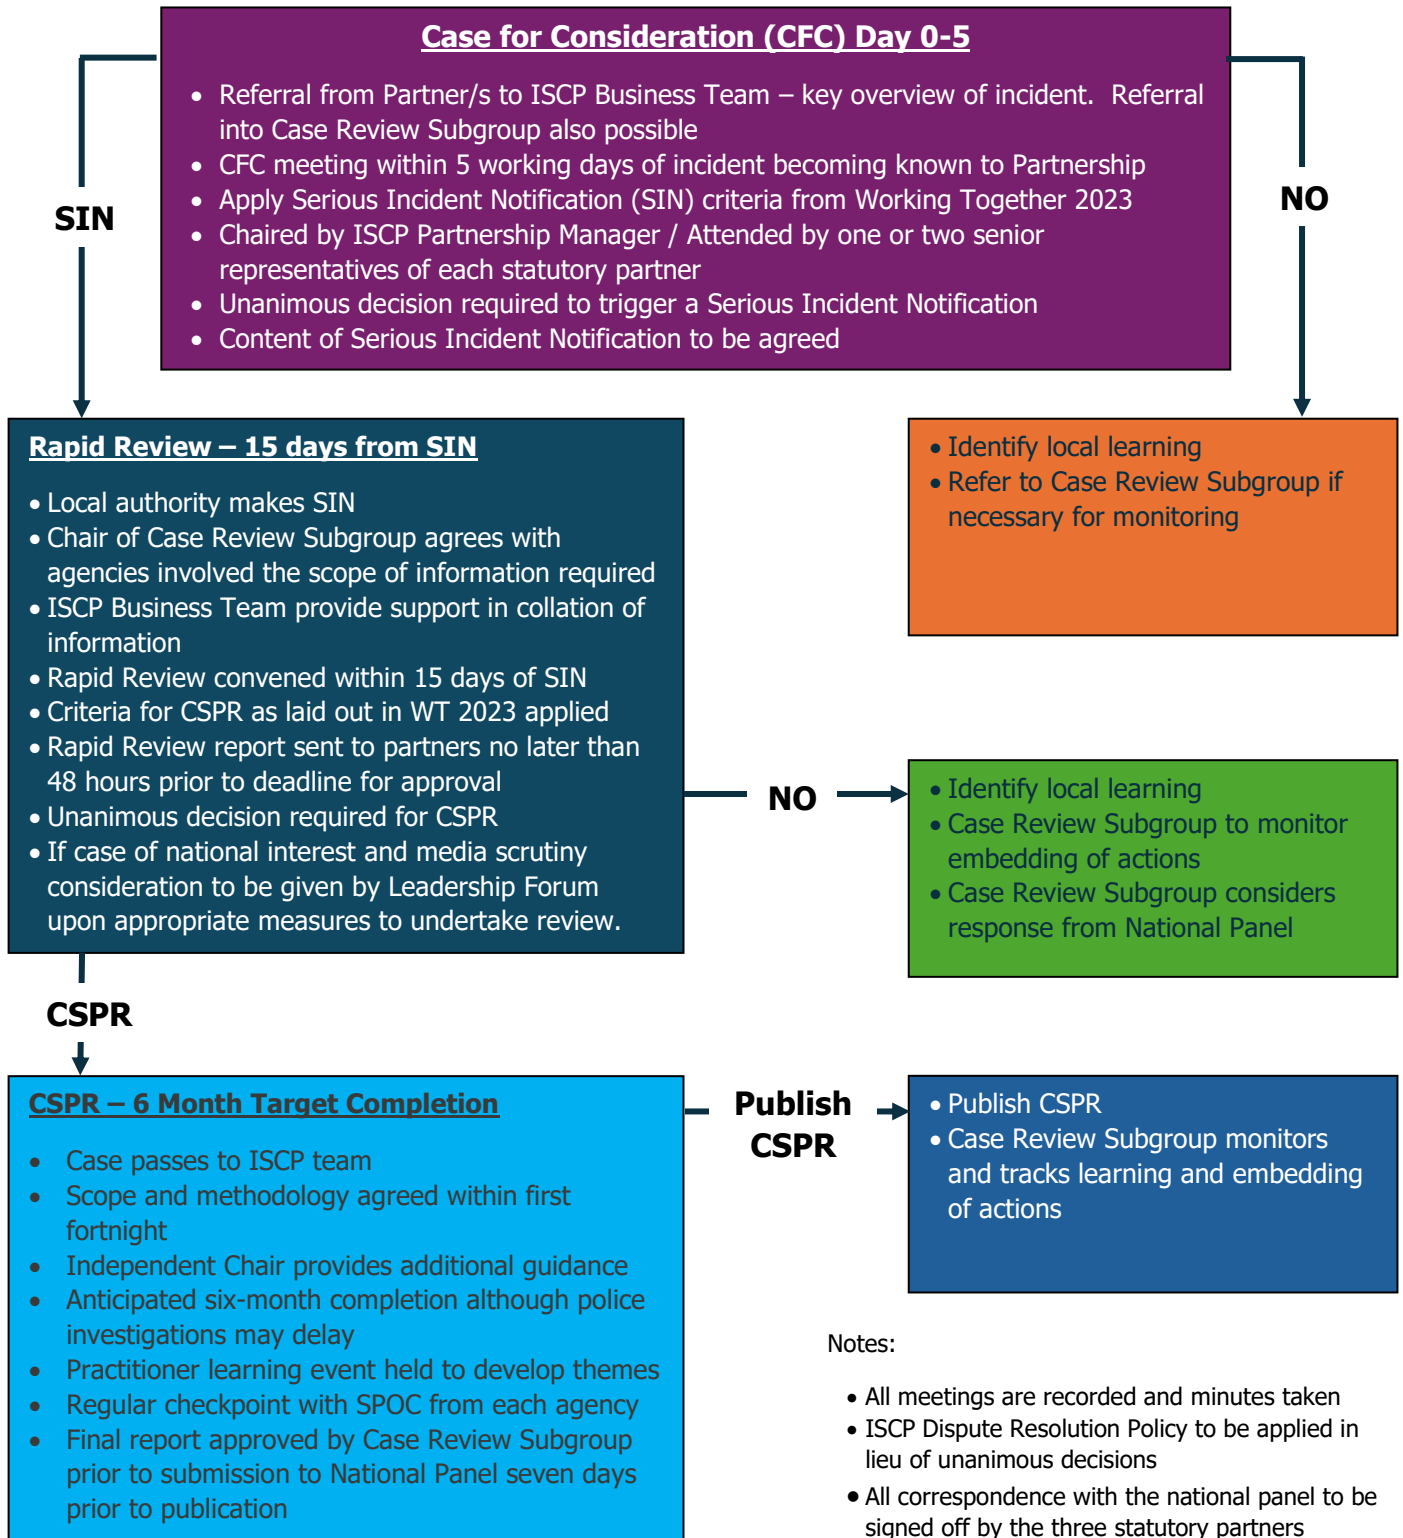 Case for Consideration (CFC) Day 0-5
• Referral from Partner/s to ISCP Business Team – key overview of incident.  Referral
into Case Review Subgroup also possible
• CFC meeting within 5 working days of incident becoming known to Partnership
• Apply Serious Incident Notification (SIN) criteria from Working Together 2023
• Chaired by ISCP Partnership Manager / Attended by one or two senior
representatives of each statutory partner
• Unanimous decision required to trigger a Serious Incident Notification
• Content of Serious Incident Notification to be agreed
SIN
NO
Rapid Review – 15 days from SIN
• Local authority makes SIN
• Chair of Case Review Subgroup agrees with
agencies involved the scope of information required
• ISCP Business Team provide support in collation of
information
• Rapid Review convened within 15 days of SIN
• Criteria for CSPR as laid out in WT 2023 applied
• Rapid Review report sent to partners no later than
48 hours prior to deadline for approval
• Unanimous decision required for CSPR
• If case of national interest and media scrutiny
consideration to be given by Leadership Forum
upon appropriate measures to undertake review.
• Identify local learning
• Refer to Case Review Subgroup if
necessary for monitoring
NO
• Identify local learning
• Case Review Subgroup to monitor
embedding of actions
• Case Review Subgroup considers
response from National Panel
CSPR
CSPR – 6 Month Target Completion
• Case passes to ISCP team
• Scope and methodology agreed within first
fortnight
• Independent Chair provides additional guidance
• Anticipated six-month completion although police
investigations may delay
• Practitioner learning event held to develop themes
• Regular checkpoint with SPOC from each agency
• Final report approved by Case Review Subgroup
prior to submission to National Panel seven days
prior to publication
Publish
CSPR
• Publish CSPR
• Case Review Subgroup monitors
and tracks learning and embedding
of actions
Notes:
• All meetings are recorded and minutes taken
• ISCP Dispute Resolution Policy to be applied in
lieu of unanimous decisions
• All correspondence with the national panel to be
signed off by the three statutory partners